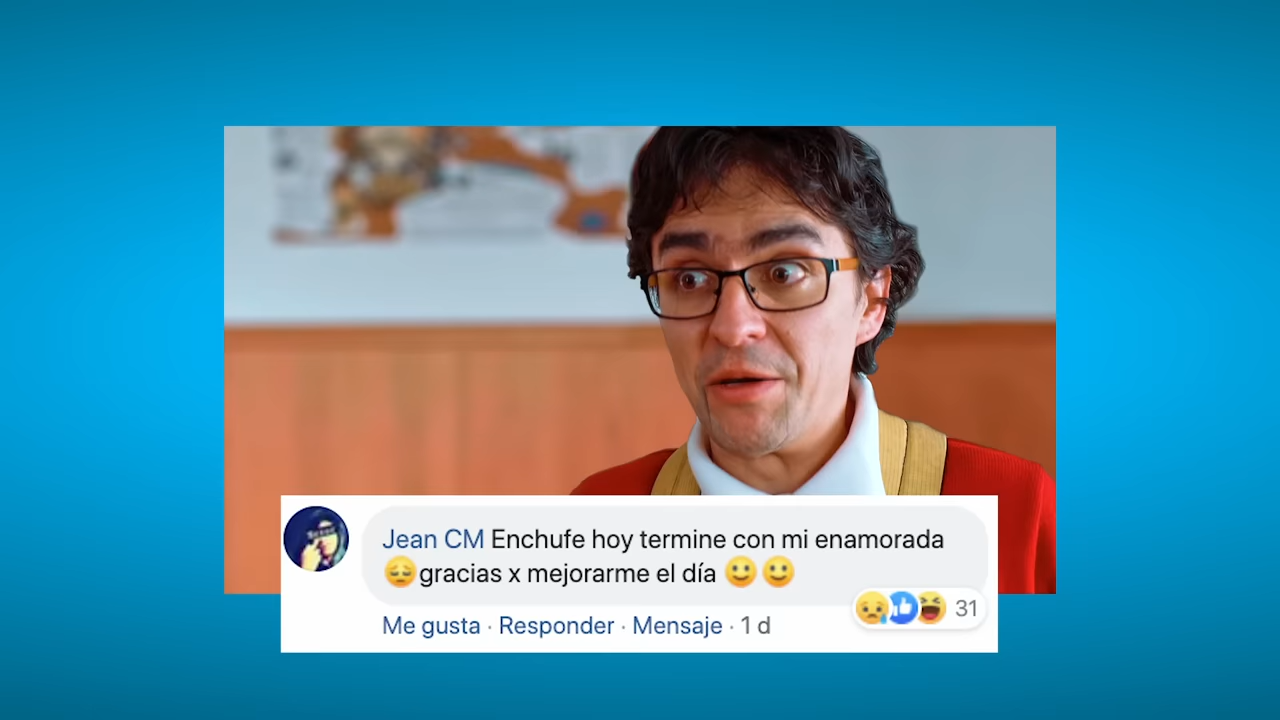 Jean CM Enchufe hoy termine con mi enamorada
😔gracias x mejorarme el día 🙂 🙂
Me gusta · Responder · Mensaje · 1 d
31